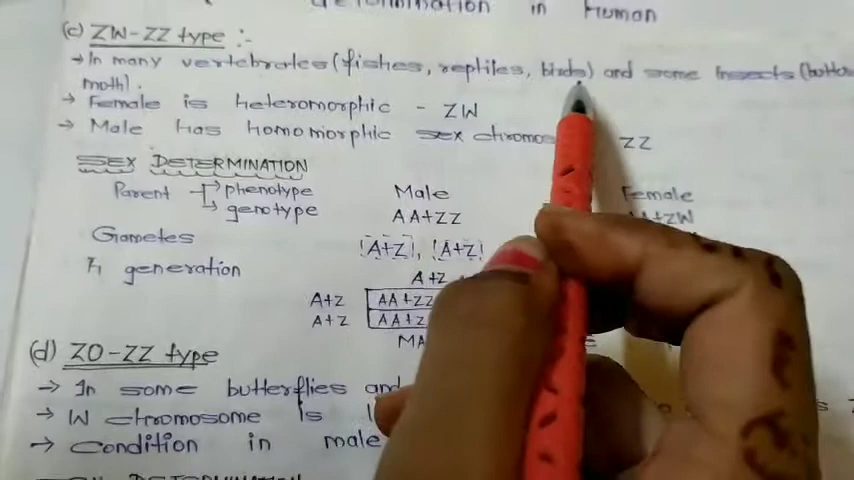 determination in Human
(c) ZW-ZZ type :-
→ In many vertebrates (fishes, reptiles, birds) and some insects (butter
moth).
→ Female is heteromorphic - ZW
→ Male has homomorphic sex chromos ZZ
SEX DETERMINATION
Parent → phenotype Male Female
→ genotype AA+ZZ AA+ZW
Gametes (A+Z), (A+Z)
F1 generation A+Z
A+Z AA+ZZ
A+Z AA+Z
(d) ZO-ZZ type
→ In some butterflies and
→ W chromosome is
→ Condition in male